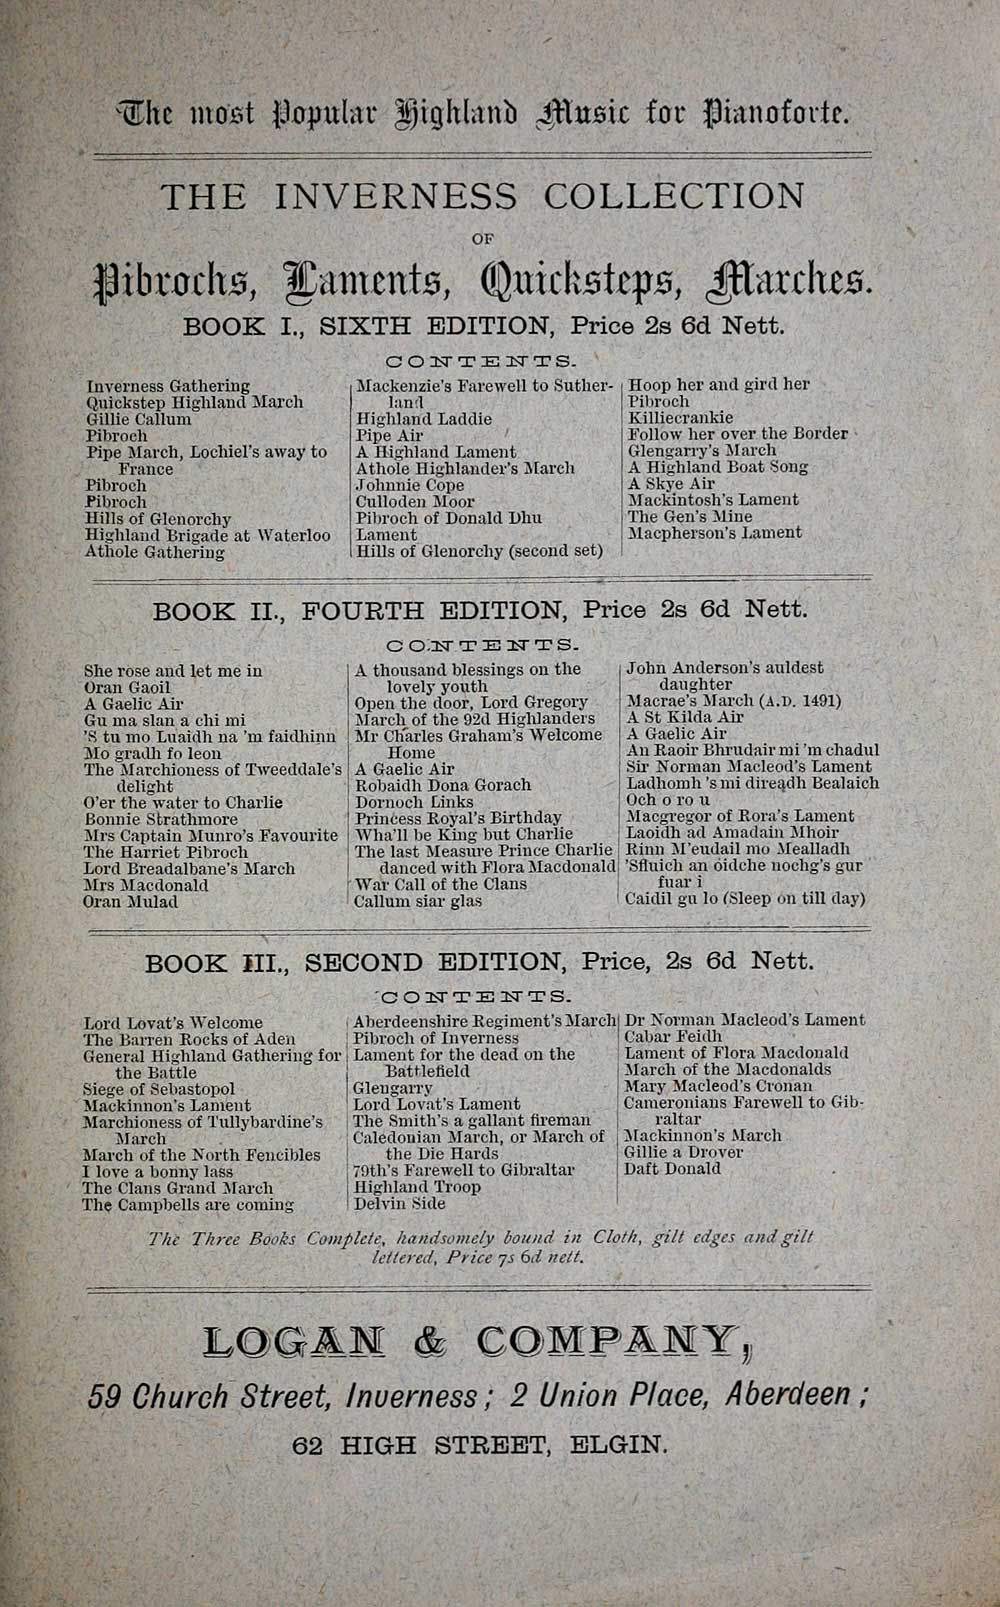 The most Popular Highland Music for Pianoforte.
THE INVERNESS COLLECTION
OF
Pibrochs, Laments, Quicksteps, Marches.
BOOK I., SIXTH EDITION, Price 2s 6d Nett.
CONTENTS.
Inverness Gathering
Quickstep Highland March
Gillie Callum
Pibroch
Pipe March, Lochiel's away to
France
Pibroch
Pibroch
Hills of Glenorchy
Highland Brigade at Waterloo
Athole Gathering
Mackenzie's Farewell to Suther-
land
Highland Laddie
Pipe Air
A Highland Lament
Athole Highlander's March
Johnnie Cope
Culloden Moor
Pibroch of Donald Dhu
Lament
Hills of Glenorchy (second set)
Hoop her and gird her
Pibroch
Killiecrankie
Follow her over the Border
Glengarry's March
A Highland Boat Song
A Skye Air
Mackintosh's Lament
The Gen's Mine
Macpherson's Lament
BOOK II., FOURTH EDITION, Price 2s 6d Nett.
CONTENTS.
She rose and let me in
Oran Gaoil
A Gaelic Air
Gu ma slan a chi mi
'S tu mo Luaidh na 'm faidhinn
Mo gradh fo leon
The Marchioness of Tweeddale's
delight
O'er the water to Charlie
Bonnie Strathmore
Mrs Captain Munro's Favourite
The Harriet Pibroch
Lord Breadalbane's March
Mrs Macdonald
Oran Mulad
A thousand blessings on the
lovely youth
Open the door, Lord Gregory
March of the 92d Highlanders
Mr Charles Graham's Welcome
Home
A Gaelic Air
Robaidh Dona Gorach
Dornoch Links
Princess Royal's Birthday
Wha'll be King but Charlie
The last Measure Prince Charlie
danced with Flora Macdonald
War Call of the Clans
Callum siar glas
John Anderson's auldest
daughter
Macrae's March (A.D. 1491)
A St Kilda Air
A Gaelic Air
An Raoir Bhrudair mi 'm chadul
Sir Norman Macleod's Lament
Ladhomh 's mi direadh Bealaich
Och o ro u
Macgregor of Rora's Lament
Laoidh ad Amadain Mhoir
Rinn M'eudail mo Mealladh
'Sfluich an oidche nochg's gur
fuar i
Caidil gu lo (Sleep on till day)
BOOK III., SECOND EDITION, Price, 2s 6d Nett.
CONTENTS.
Lord Lovat's Welcome
The Barren Rocks of Aden
General Highland Gathering for
the Battle
Siege of Sebastopol
Mackinnon's Lament
Marchioness of Tullybardine's
March
March of the North Fencibles
I love a bonny lass
The Clans Grand March
The Campbells are coming
Aberdeenshire Regiment's March
Pibroch of Inverness
Lament for the dead on the
Battlefield
Glengarry
Lord Lovat's Lament
The Smith's a gallant fireman
Caledonian March, or March of
the Die Hards
79th's Farewell to Gibraltar
Highland Troop
Delvin Side
Dr Norman Macleod's Lament
Cabar Feidh
Lament of Flora Macdonald
March of the Macdonalds
Mary Macleod's Cronan
Cameronians Farewell to Gib-
raltar
Mackinnon's March
Gillie a Drover
Daft Donald
The Three Books Complete, handsomely bound in Cloth, gilt edges and gilt
lettered, Price 7s 6d nett.
LOGAN & COMPANY,
59 Church Street, Inverness; 2 Union Place, Aberdeen;
62 HIGH STREET, ELGIN.